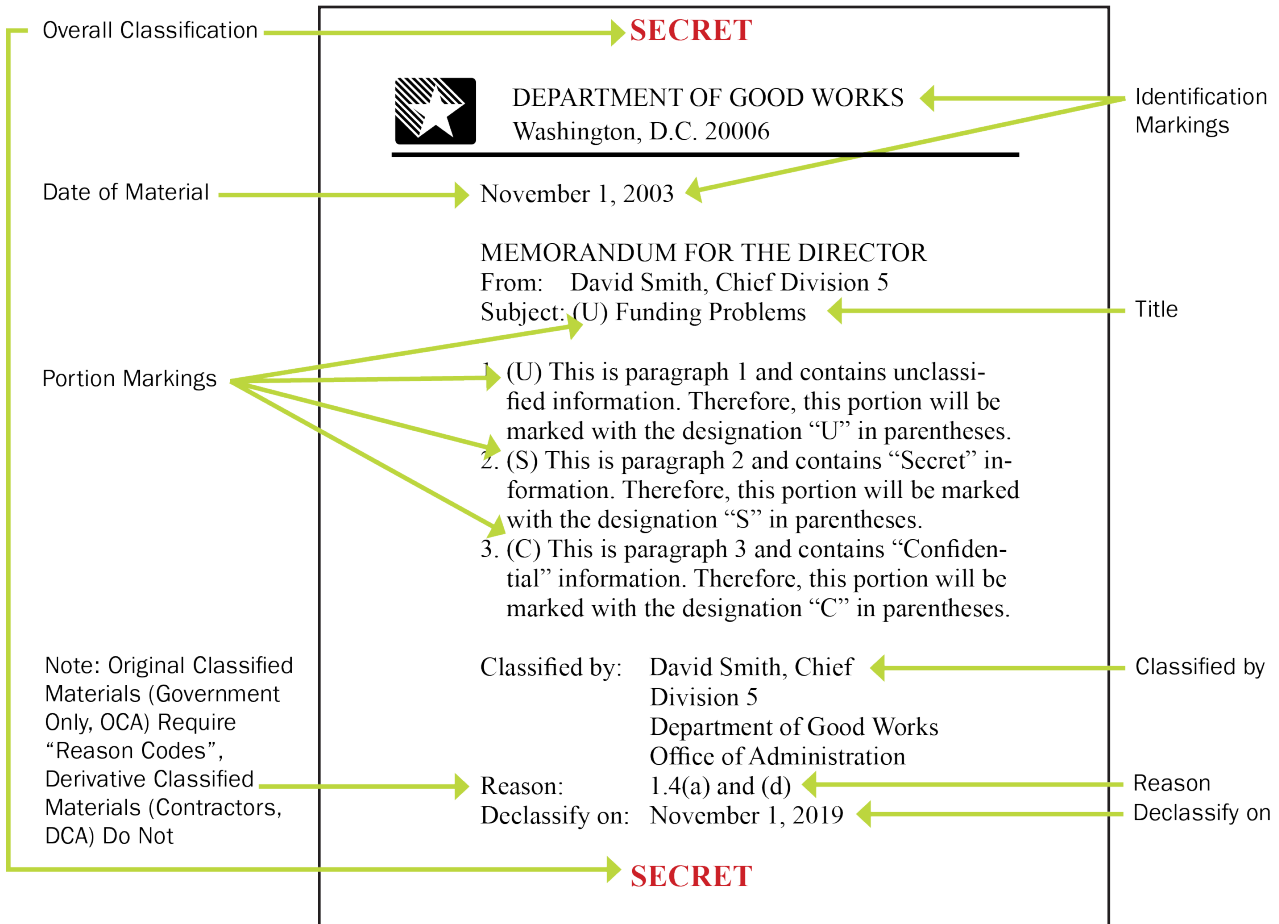 Overall Classification
SECRET
DEPARTMENT OF GOOD WORKS
Washington, D.C. 20006
Identification
Markings
Date of Material
November 1, 2003
MEMORANDUM FOR THE DIRECTOR
From: David Smith, Chief Division 5
Subject: (U) Funding Problems
Title
Portion Markings
1. (U) This is paragraph 1 and contains unclassi-
fied information. Therefore, this portion will be
marked with the designation “U” in parentheses.
2. (S) This is paragraph 2 and contains “Secret” in-
formation. Therefore, this portion will be marked
with the designation “S” in parentheses.
3. (C) This is paragraph 3 and contains “Confiden-
tial” information. Therefore, this portion will be
marked with the designation “C” in parentheses.
Note: Original Classified
Materials (Government
Only, OCA) Require
“Reason Codes”,
Derivative Classified
Materials (Contractors,
DCA) Do Not
Classified by: David Smith, Chief
Division 5
Department of Good Works
Office of Administration
Reason: 1.4(a) and (d)
Declassify on: November 1, 2019
Classified by
Reason
Declassify on
SECRET